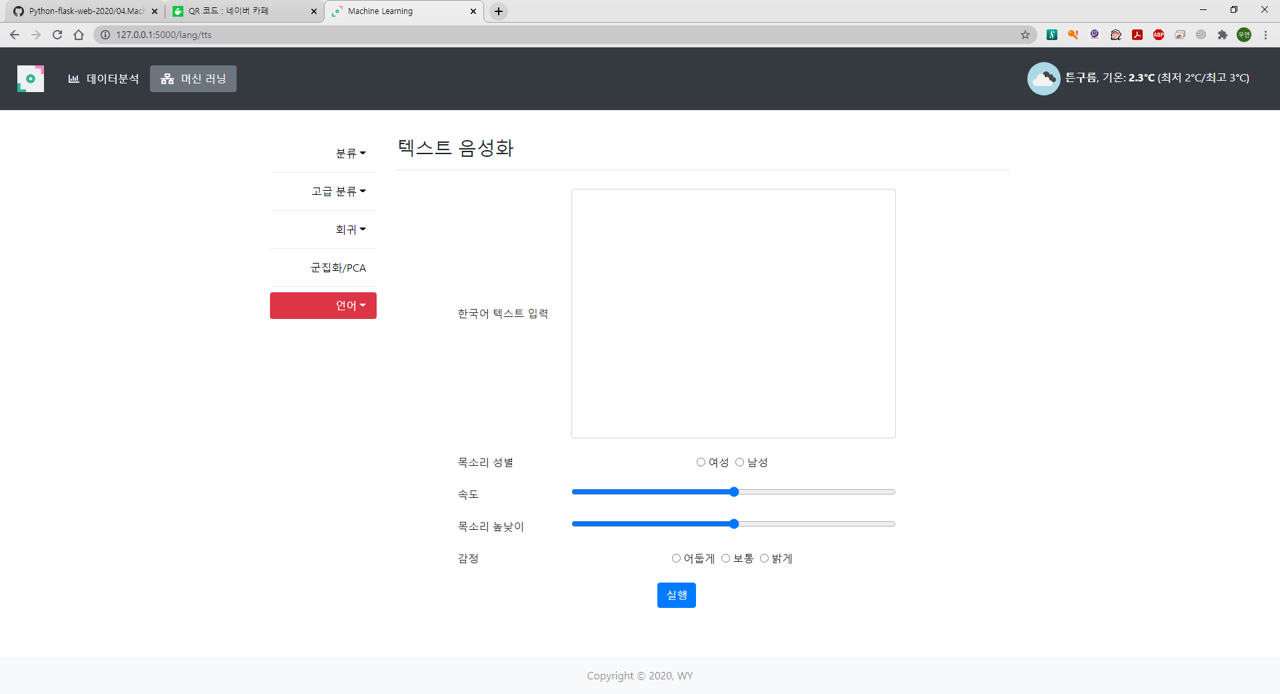 Python-flask-web-2020/04.Mach
QR 코드 : 네이버 카페
Machine Learning
127.0.0.1:5000/lang/tts
ABP
우연
데이터분석
머신 러닝
튼구름, 기온: 2.3°C (최저 2°C/최고 3°C)
분류
고급 분류
회귀
군집화/PCA
언어
텍스트 음성화
한국어 텍스트 입력
목소리 성별
여성 남성
속도
목소리 높낮이
감정
어둡게 보통 밝게
실행
Copyright © 2020, WY